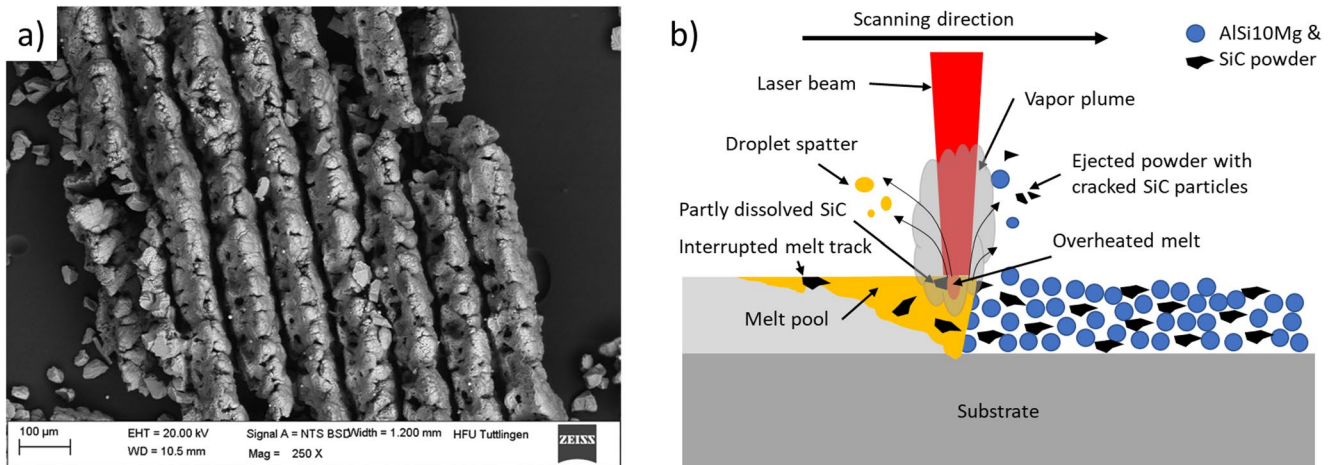 a)
100 µm
EHT = 20.00 kV
Signal A = NTS BSD
Width = 1.200 mm
HFU Tuttlingen
WD = 10.5 mm
Mag = 250 X
ZEISS
b)
Scanning direction
AlSi10Mg &
SiC powder
Laser beam
Vapor plume
Droplet spatter
Ejected powder with
cracked SiC particles
Partly dissolved SiC
Interrupted melt track
Overheated melt
Melt pool
Substrate